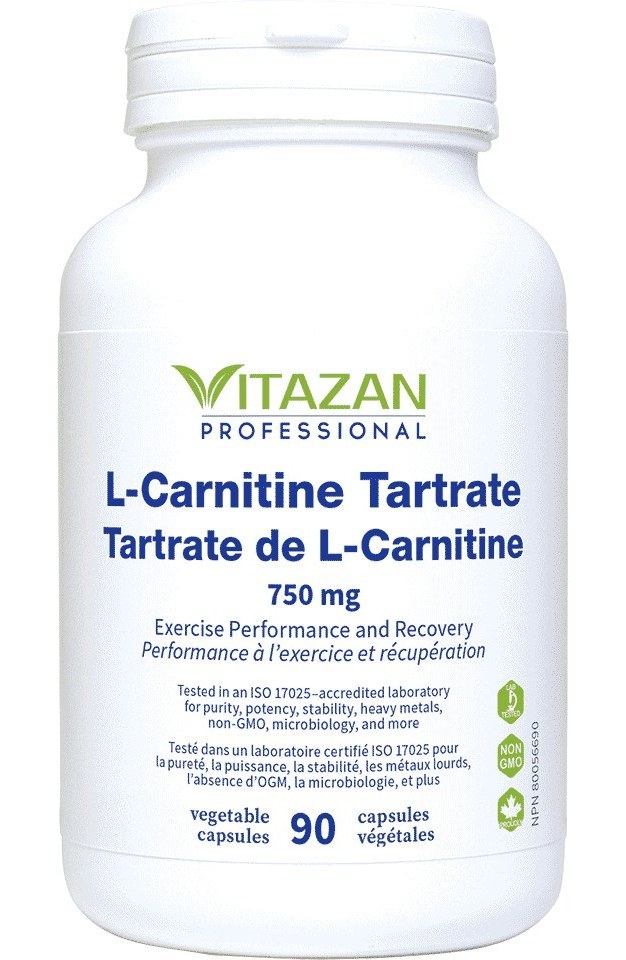 VITAZAN
PROFESSIONAL
L-Carnitine Tartrate
Tartrate de L-Carnitine
750 mg
Exercise Performance and Recovery
Performance à l’exercice et récupération
Tested in an ISO 17025–accredited laboratory
for purity, potency, stability, heavy metals,
non-GMO, microbiology, and more
Testé dans un laboratoire certifié ISO 17025 pour
la pureté, la puissance, la stabilité, les métaux lourds,
l’absence d’OGM, la microbiologie, et plus
vegetable
capsules
90
capsules
végétales
LAB
TESTED
NON
GMO
PROUDLY
NPN 80056690